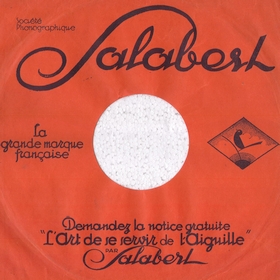 Société
Phonographique
Salabert
La
grande marque
française
Demandez la notice gratuite
"L'Art de se servir de l'Aiguille"
PAR
Salabert